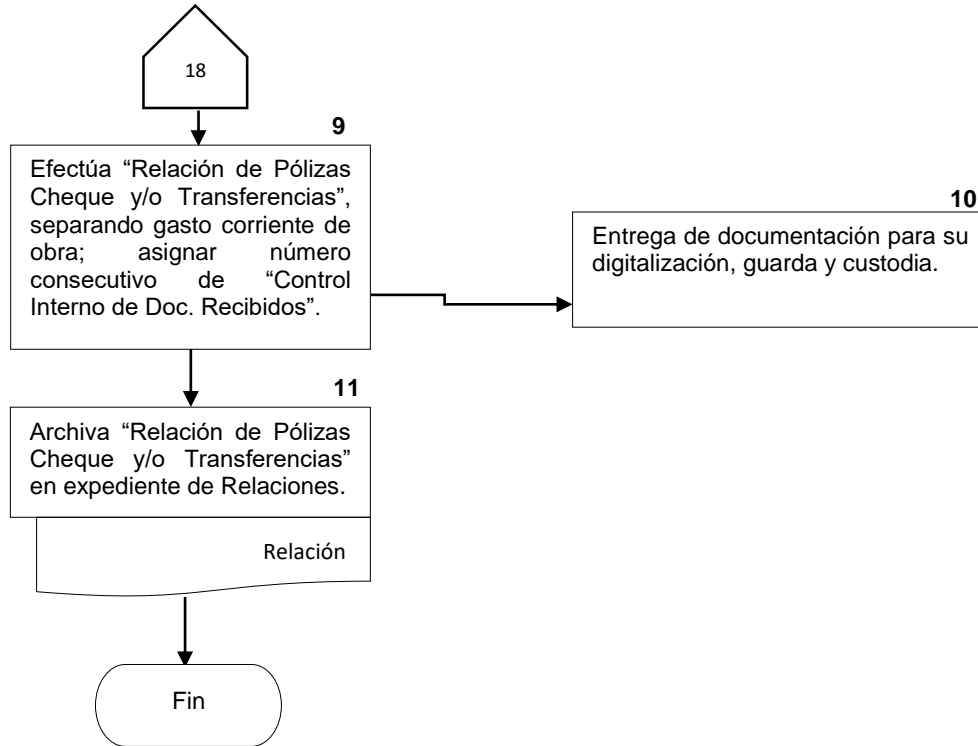 18
9
Efectúa “Relación de Pólizas
Cheque y/o Transferencias”,
separando gasto corriente de
obra; asignar número
consecutivo de “Control
Interno de Doc. Recibidos”.
10
Entrega de documentación para su
digitalización, guarda y custodia.
11
Archiva “Relación de Pólizas
Cheque y/o Transferencias”
en expediente de Relaciones.
Relación
Fin